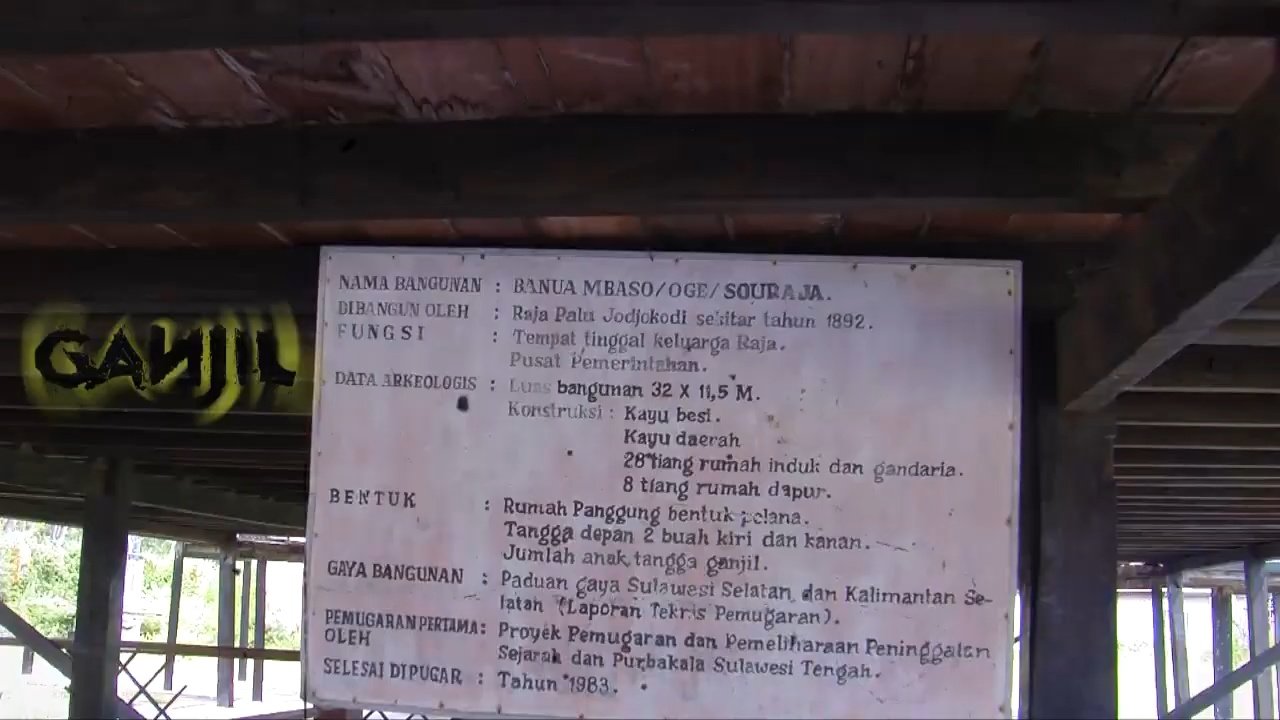 NAMA BANGUNAN : BANUA MBASO/OGE/SOURAJA.
DIBANGUN OLEH : Raja Palu Jodjokodi sekitar tahun 1892.
FUNGSI : Tempat tinggal keluarga Raja.
Pusat Pemerintahan.
GANJIL
DATA ARKEOLOGIS : Luas bangunan 32 X 11,5 M.
Konstruksi : Kayu besi.
Kayu daerah
28 tiang rumah induk dan gandaria.
8 tiang rumah dapur.
BENTUK : Rumah Panggung bentuk pelana.
Tangga depan 2 buah kiri dan kanan.
Jumlah anak tangga ganjil.
GAYA BANGUNAN : Paduan gaya Sulawesi Selatan dan Kalimantan Se-
latan (Laporan Teknis Pemugaran).
PEMUGARAN PERTAMA : Proyek Pemugaran dan Pemeliharaan Peninggalan
OLEH Sejarah dan Purbakala Sulawesi Tengah.
SELESAI DIPUGAR : Tahun 1983.